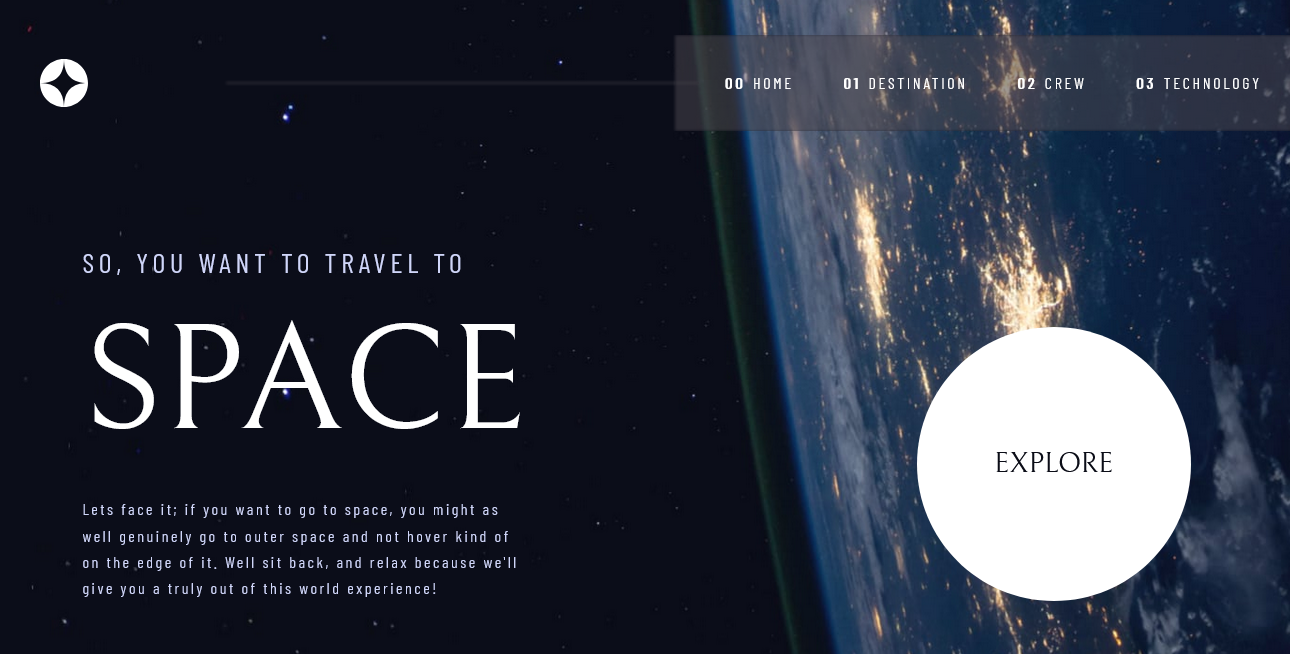 00 HOME 01 DESTINATION 02 CREW 03 TECHNOLOGY
SO, YOU WANT TO TRAVEL TO
SPACE
Lets face it; if you want to go to space, you might as
well genuinely go to outer space and not hover kind of
on the edge of it. Well sit back, and relax because we'll
give you a truly out of this world experience!
EXPLORE